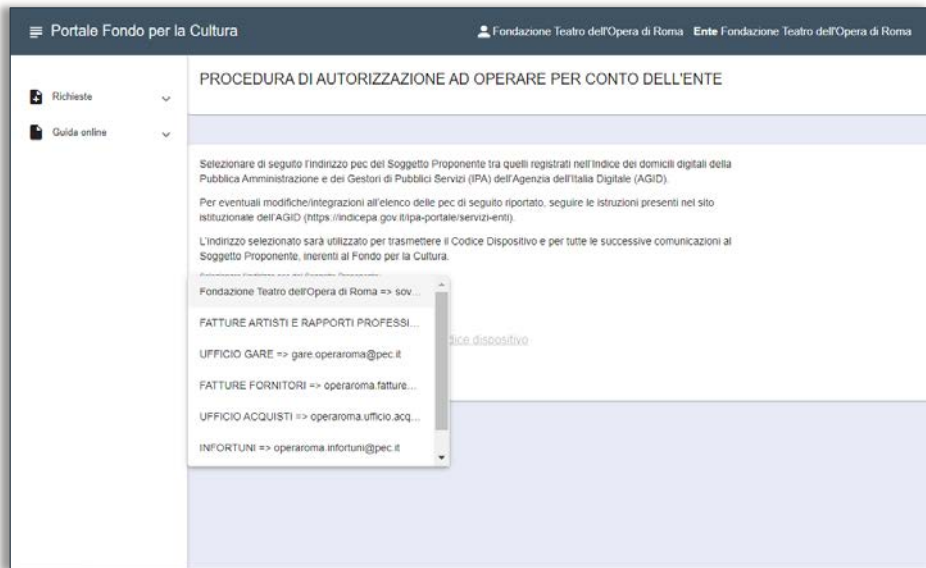 Portale Fondo per la Cultura
Fondazione Teatro dell'Opera di Roma Ente Fondazione Teatro dell'Opera di Roma
Richieste
Guida online
PROCEDURA DI AUTORIZZAZIONE AD OPERARE PER CONTO DELL'ENTE
Selezionare di seguito l'indirizzo pec del Soggetto Proponente tra quelli registrati nell'Indice dei domicili digitali della
Pubblica Amministrazione e dei Gestori di Pubblici Servizi (IPA) dell'Agenzia dell'Italia Digitale (AGID).
Per eventuali modifiche/integrazioni all'elenco delle pec di seguito riportato, seguire le istruzioni presenti nel sito
istituzionale dell'AGID (https://indicepa.gov.it/ipa-portale/servizi-enti).
L'indirizzo selezionato sarà utilizzato per trasmettere il Codice Dispositivo e per tutte le successive comunicazioni al
Soggetto Proponente, inerenti al Fondo per la Cultura.
Fondazione Teatro dell'Opera di Roma => sov...
FATTURE ARTISTI E RAPPORTI PROFESSI...
dice dispositivo
UFFICIO GARE => gare.operaroma@pec.it
FATTURE FORNITORI => operaroma.fatture...
UFFICIO ACQUISTI => operaroma.ufficio.acq...
INFORTUNI => operaroma.infortuni@pec.it